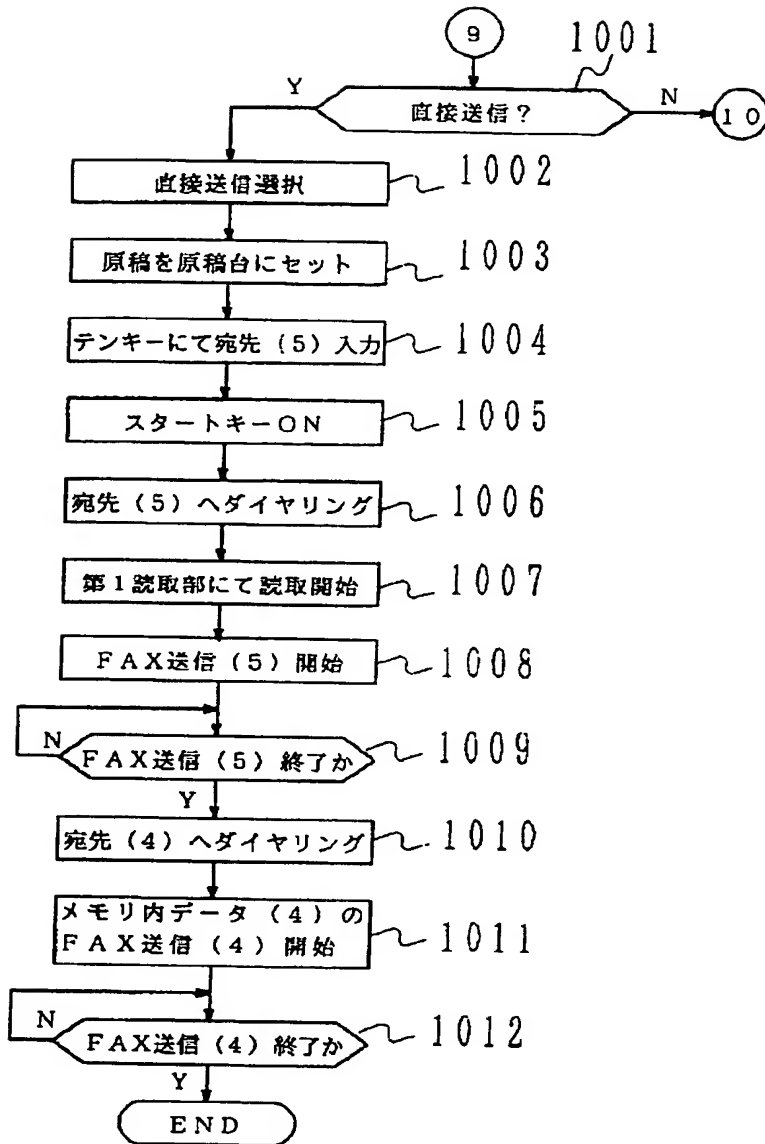 9
1001
Y
直接送信？
N
10
直接送信選択
1002
原稿を原稿台にセット
1003
テンキーにて宛先（5）入力
1004
スタートキーON
1005
宛先（5）へダイヤリング
1006
第1読取部にて読取開始
1007
FAX送信（5）開始
1008
N
FAX送信（5）終了か
1009
Y
宛先（4）へダイヤリング
1010
メモリ内データ（4）の
FAX送信（4）開始
1011
N
FAX送信（4）終了か
1012
Y
END